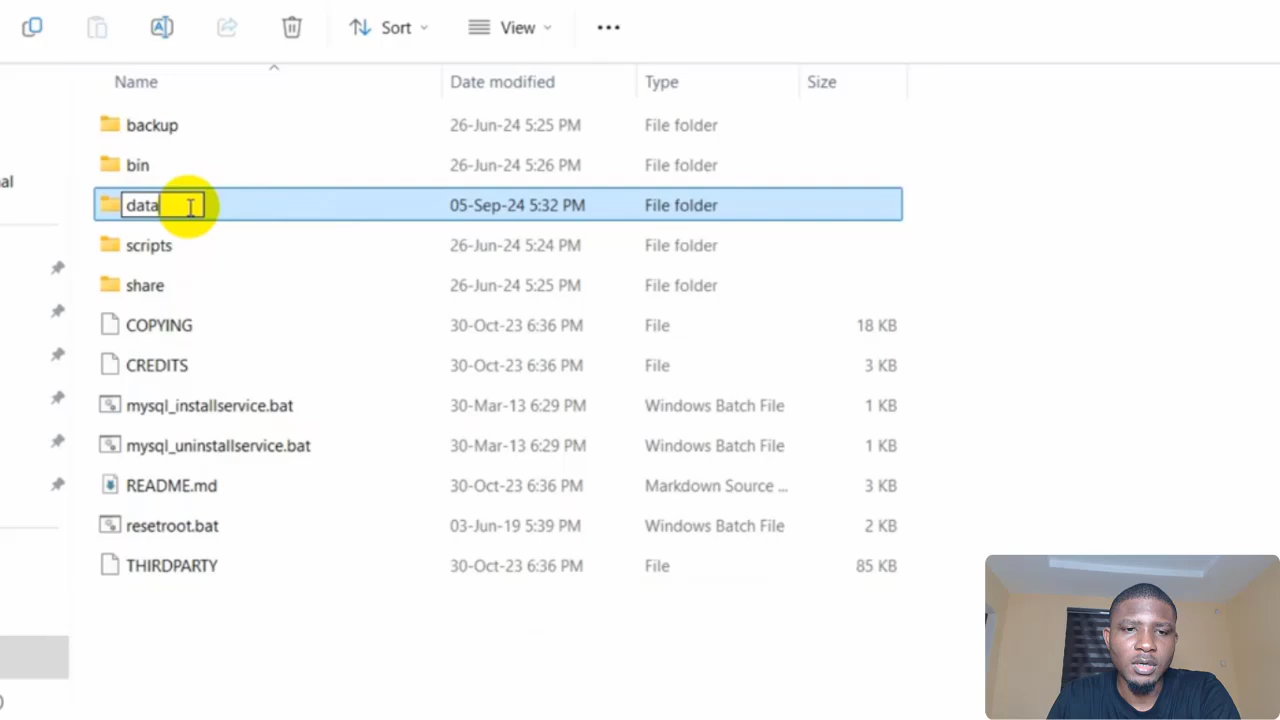 Sort
View
Name Date modified Type Size
backup 26-Jun-24 5:25 PM File folder
al
bin 26-Jun-24 5:26 PM File folder
data 05-Sep-24 5:32 PM File folder
scripts 26-Jun-24 5:24 PM File folder
share 26-Jun-24 5:25 PM File folder
COPYING 30-Oct-23 6:36 PM File 18 KB
CREDITS 30-Oct-23 6:36 PM File 3 KB
mysql_installservice.bat 30-Mar-13 6:29 PM Windows Batch File 1 KB
mysql_uninstallservice.bat 30-Mar-13 6:29 PM Windows Batch File 1 KB
README.md 30-Oct-23 6:36 PM Markdown Source ... 3 KB
resetroot.bat 03-Jun-19 5:39 PM Windows Batch File 2 KB
THIRDPARTY 30-Oct-23 6:36 PM File 85 KB